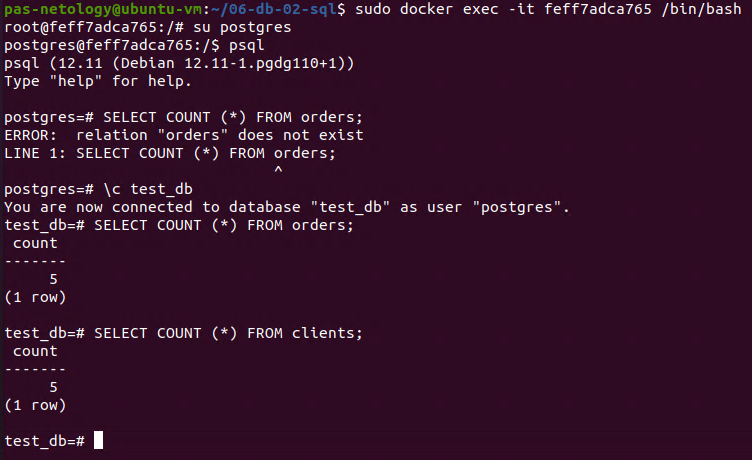 pas-netology@ubuntu-vm:~/06-db-02-sql$ sudo docker exec -it feff7adca765 /bin/bash
root@feff7adca765:/# su postgres
postgres@feff7adca765:/$ psql
psql (12.11 (Debian 12.11-1.pgdg110+1))
Type "help" for help.

postgres=# SELECT COUNT (*) FROM orders;
ERROR:  relation "orders" does not exist
LINE 1: SELECT COUNT (*) FROM orders;
                              ^
postgres=# \c test_db
You are now connected to database "test_db" as user "postgres".
test_db=# SELECT COUNT (*) FROM orders;
 count
-------
     5
(1 row)

test_db=# SELECT COUNT (*) FROM clients;
 count
-------
     5
(1 row)

test_db=#